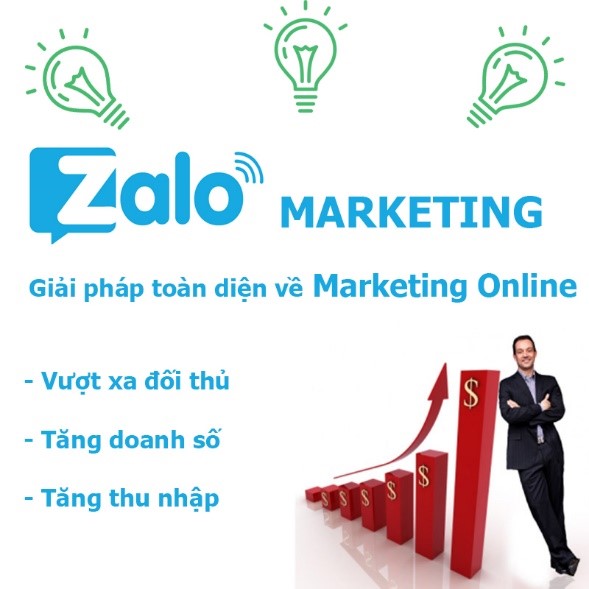 Zalo MARKETING
Giải pháp toàn diện về Marketing Online
- Vượt xa đối thủ
- Tăng doanh số
- Tăng thu nhập
$ $ $ $ $ $